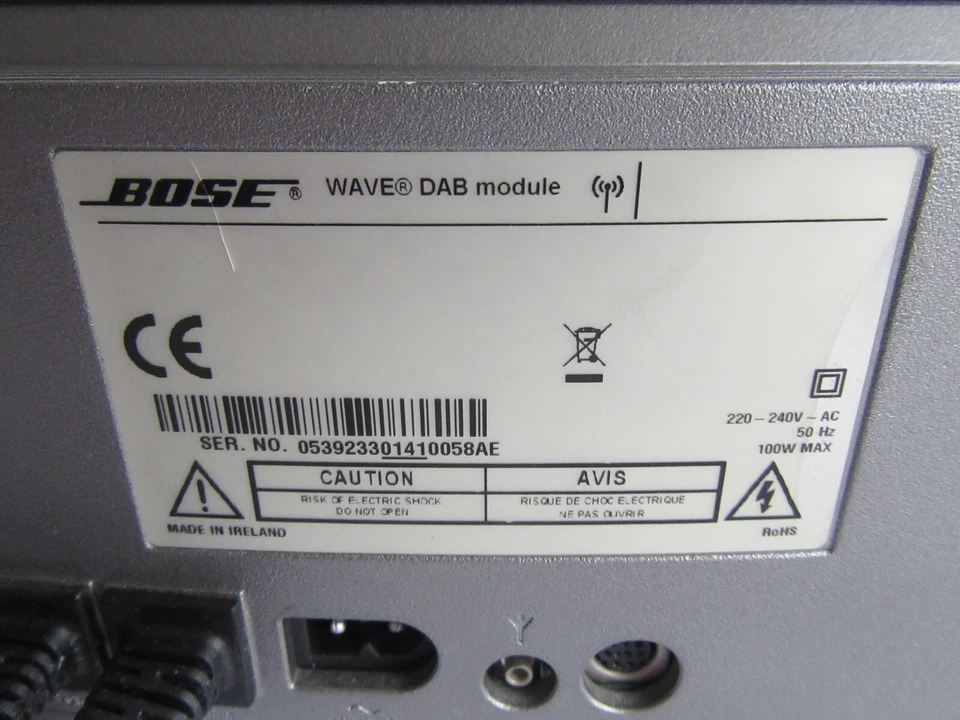 BOSE® WAVE® DAB module
CE
220 – 240V ~ AC
50 Hz
100W MAX
SER. NO. 053923301410058AE
CAUTION
RISK OF ELECTRIC SHOCK
DO NOT OPEN
AVIS
RISQUE DE CHOC ELECTRIQUE
NE PAS OUVRIR
MADE IN IRELAND
RoHS